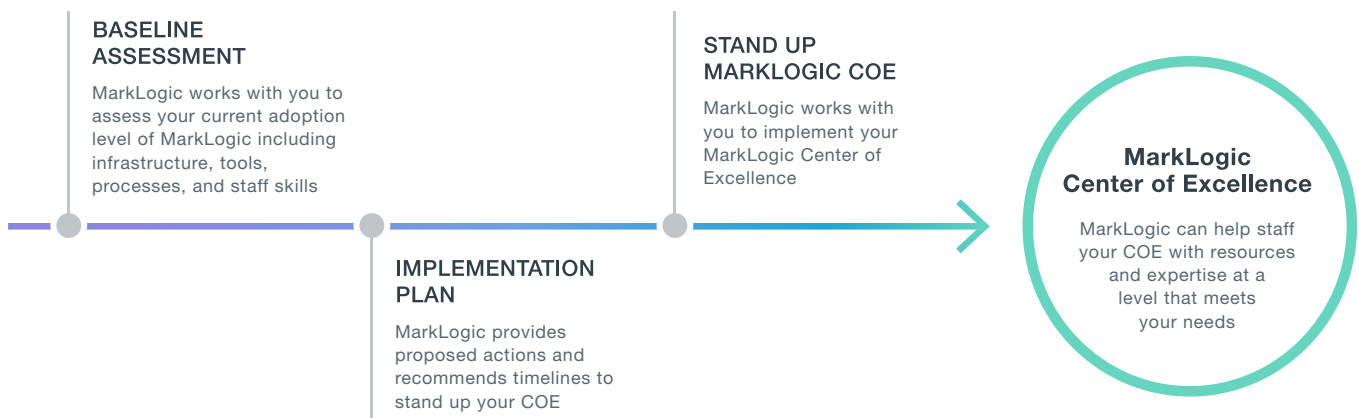 BASELINE
ASSESSMENT
MarkLogic works with you to
assess your current adoption
level of MarkLogic including
infrastructure, tools,
processes, and staff skills
IMPLEMENTATION
PLAN
MarkLogic provides
proposed actions and
recommends timelines to
stand up your COE
STAND UP
MARKLOGIC COE
MarkLogic works with
you to implement your
MarkLogic Center of
Excellence
MarkLogic
Center of Excellence
MarkLogic can help staff
your COE with resources
and expertise at a
level that meets
your needs